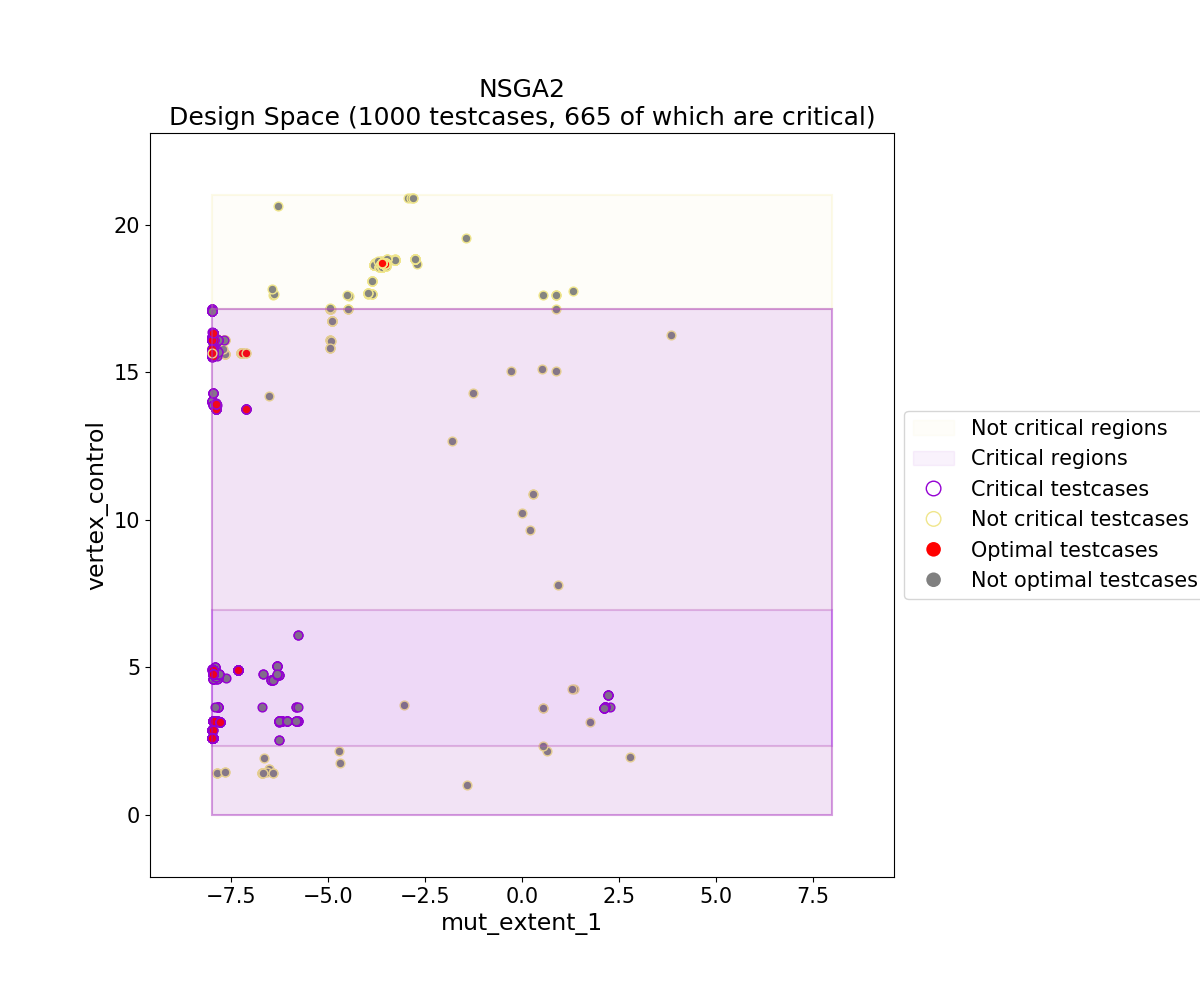 NSGA2
Design Space (1000 testcases, 665 of which are critical)
20
15
10
5
0
vertex_control
−7.5
−5.0
−2.5
0.0
2.5
5.0
7.5
mut_extent_1
Not critical regions
Critical regions
Critical testcases
Not critical testcases
Optimal testcases
Not optimal testcases